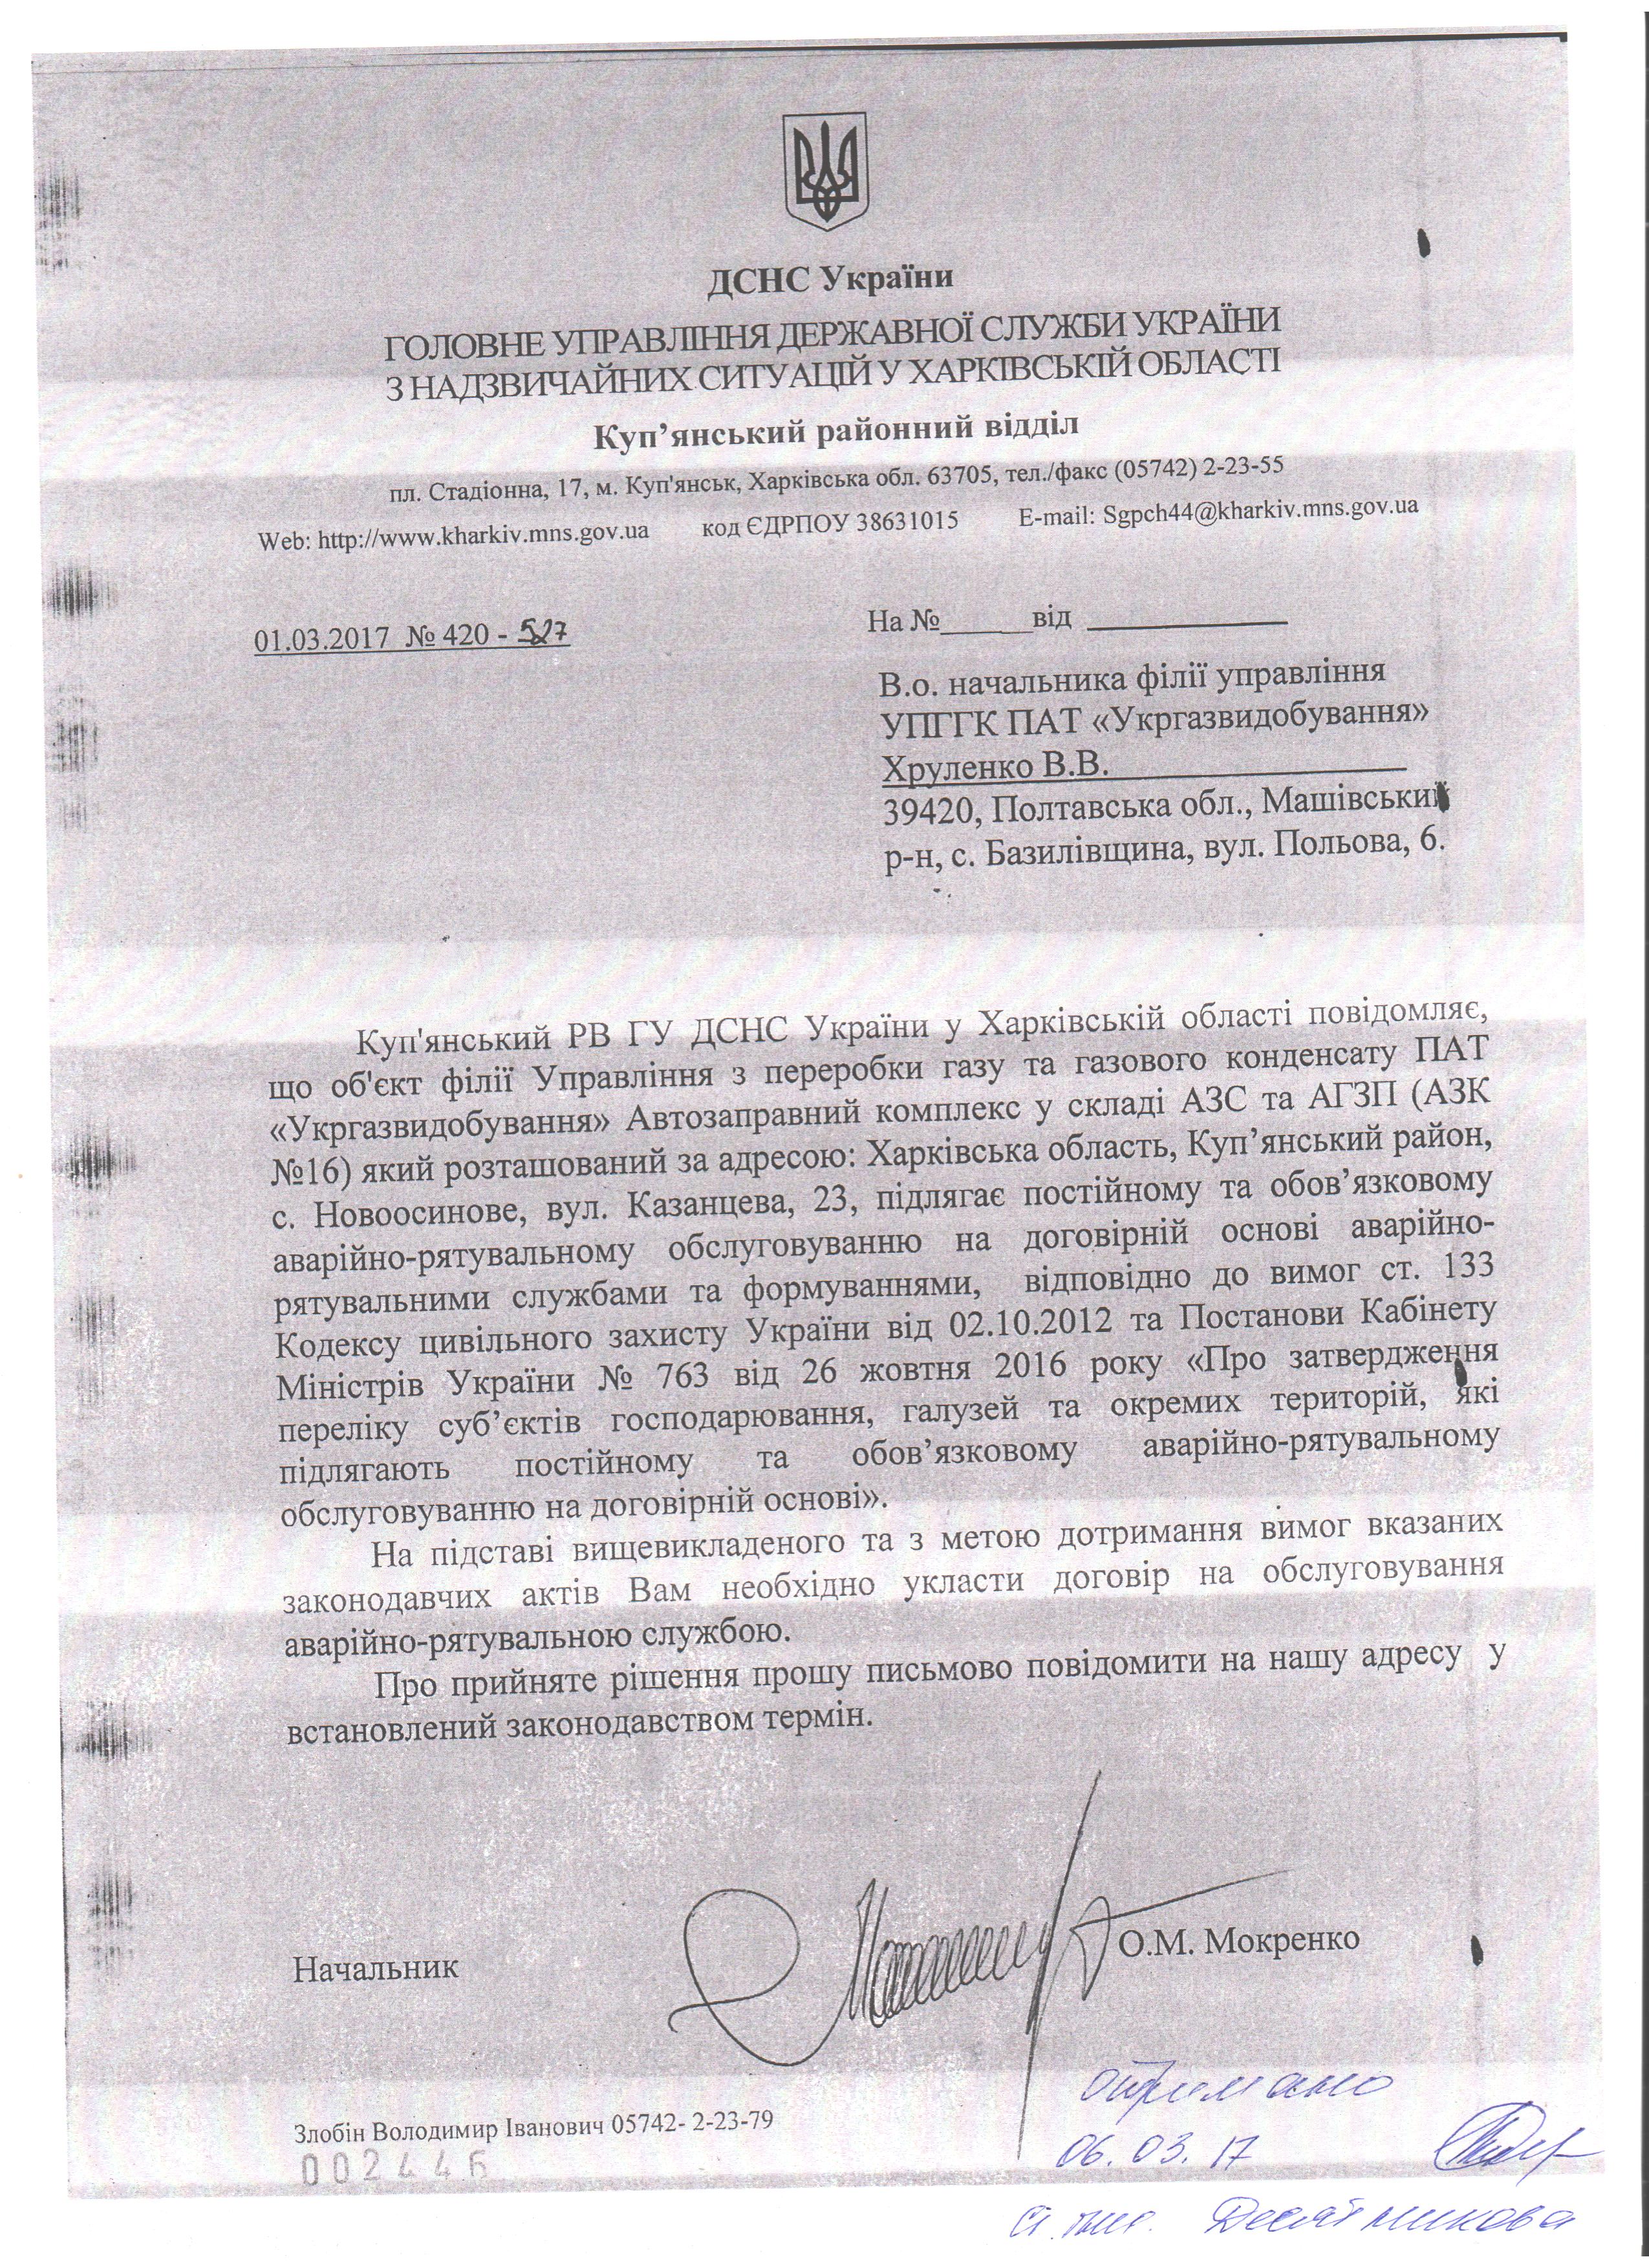 ДСНС України
ГОЛОВНЕ УПРАВЛІННЯ ДЕРЖАВНОЇ СЛУЖБИ УКРАЇНИ
З НАДЗВИЧАЙНИХ СИТУАЦІЙ У ХАРКІВСЬКІЙ ОБЛАСТІ
Куп’янський районний відділ
пл. Стадіонна, 17, м. Куп'янськ, Харківська обл. 63705, тел./факс (05742) 2-23-55
Web: http://www.kharkiv.mns.gov.ua код ЄДРПОУ 38631015 E-mail: Sgpch44@kharkiv.mns.gov.ua
01.03.2017 № 420 - 527
На №______від ____________
В.о. начальника філії управління
УПГГК ПАТ «Укргазвидобування»
Хруленко В.В.
39420, Полтавська обл., Машівський
р-н, с. Базилівщина, вул. Польова, 6.
Куп'янський РВ ГУ ДСНС України у Харківській області повідомляє,
що об'єкт філії Управління з переробки газу та газового конденсату ПАТ
«Укргазвидобування» Автозаправний комплекс у складі АЗС та АГЗП (АЗК
№16) який розташований за адресою: Харківська область, Куп’янський район,
с. Новоосинове, вул. Казанцева, 23, підлягає постійному та обов’язковому
аварійно-рятувальному обслуговуванню на договірній основі аварійно-
рятувальними службами та формуваннями, відповідно до вимог ст. 133
Кодексу цивільного захисту України від 02.10.2012 та Постанови Кабінету
Міністрів України № 763 від 26 жовтня 2016 року «Про затвердження
переліку суб’єктів господарювання, галузей та окремих територій, які
підлягають постійному та обов’язковому аварійно-рятувальному
обслуговуванню на договірній основі».
На підставі вищевикладеного та з метою дотримання вимог вказаних
законодавчих актів Вам необхідно укласти договір на обслуговування
аварійно-рятувальною службою.
Про прийняте рішення прошу письмово повідомити на нашу адресу у
встановлений законодавством термін.
Начальник
О.М. Мокренко
отримано
Злобін Володимир Іванович 05742- 2-23-79
06.03.17
002446
Десятникова